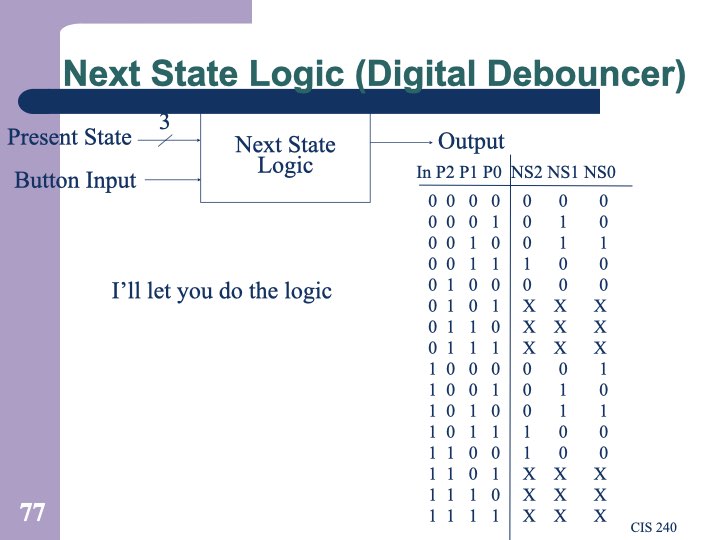 Next State Logic (Digital Debouncer)
3
Present State
Next State
Logic
Output
Button Input
I'll let you do the logic
In P2 P1 P0 NS2 NS1 NS0
0 0 0 0 0 0 0
0 0 0 1 0 1 0
0 0 1 0 0 1 1
0 0 1 1 1 0 0
0 1 0 0 0 0 0
0 1 0 1 X X X
0 1 1 0 X X X
0 1 1 1 X X X
1 0 0 0 0 0 1
1 0 0 1 0 1 0
1 0 1 0 0 1 1
1 0 1 1 1 0 0
1 1 0 0 1 0 0
1 1 0 1 X X X
1 1 1 0 X X X
1 1 1 1 X X X
77
CIS 240